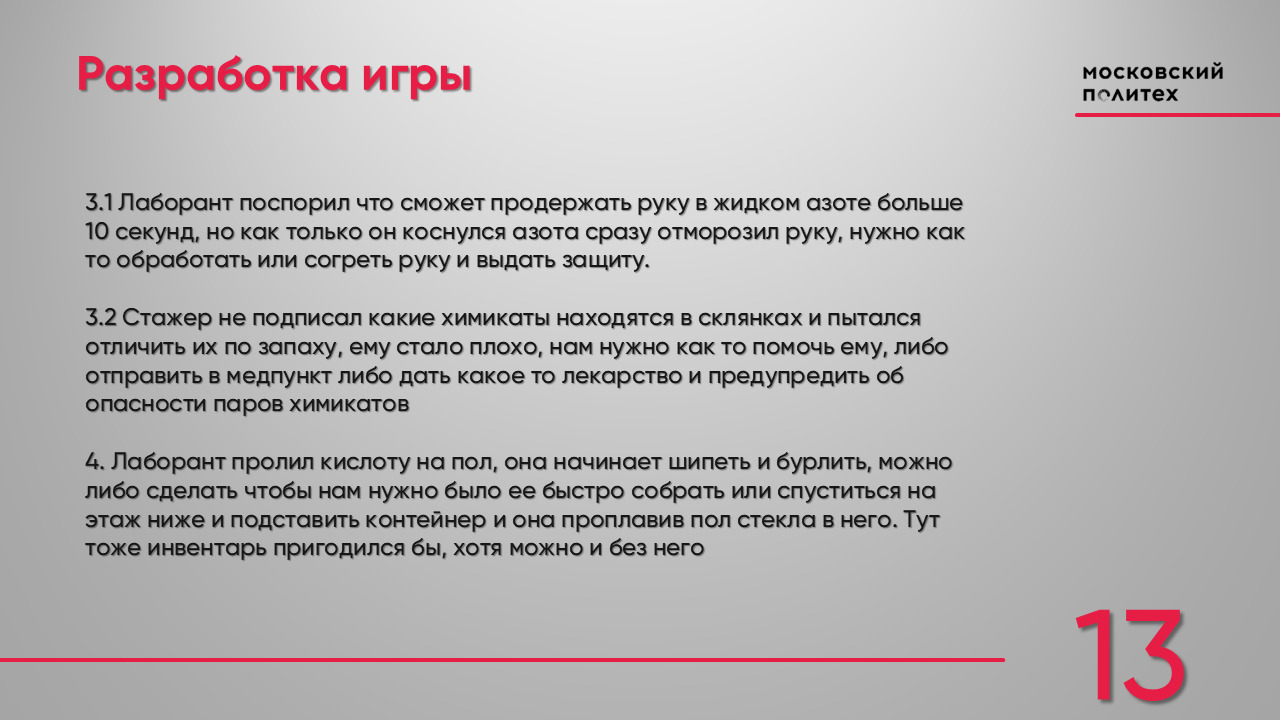 Разработка игры
московский
политех
3.1 Лаборант поспорил что сможет продержать руку в жидком азоте больше
10 секунд, но как только он коснулся азота сразу отморозил руку, нужно как
то обработать или согреть руку и выдать защиту.
3.2 Стажер не подписал какие химикаты находятся в склянках и пытался
отличить их по запаху, ему стало плохо, нам нужно как то помочь ему, либо
отправить в медпункт либо дать какое то лекарство и предупредить об
опасности паров химикатов
4. Лаборант пролил кислоту на пол, она начинает шипеть и бурлить, можно
либо сделать чтобы нам нужно было ее быстро собрать или спуститься на
этаж ниже и подставить контейнер и она проплавив пол стекла в него. Тут
тоже инвентарь пригодился бы, хотя можно и без него
13